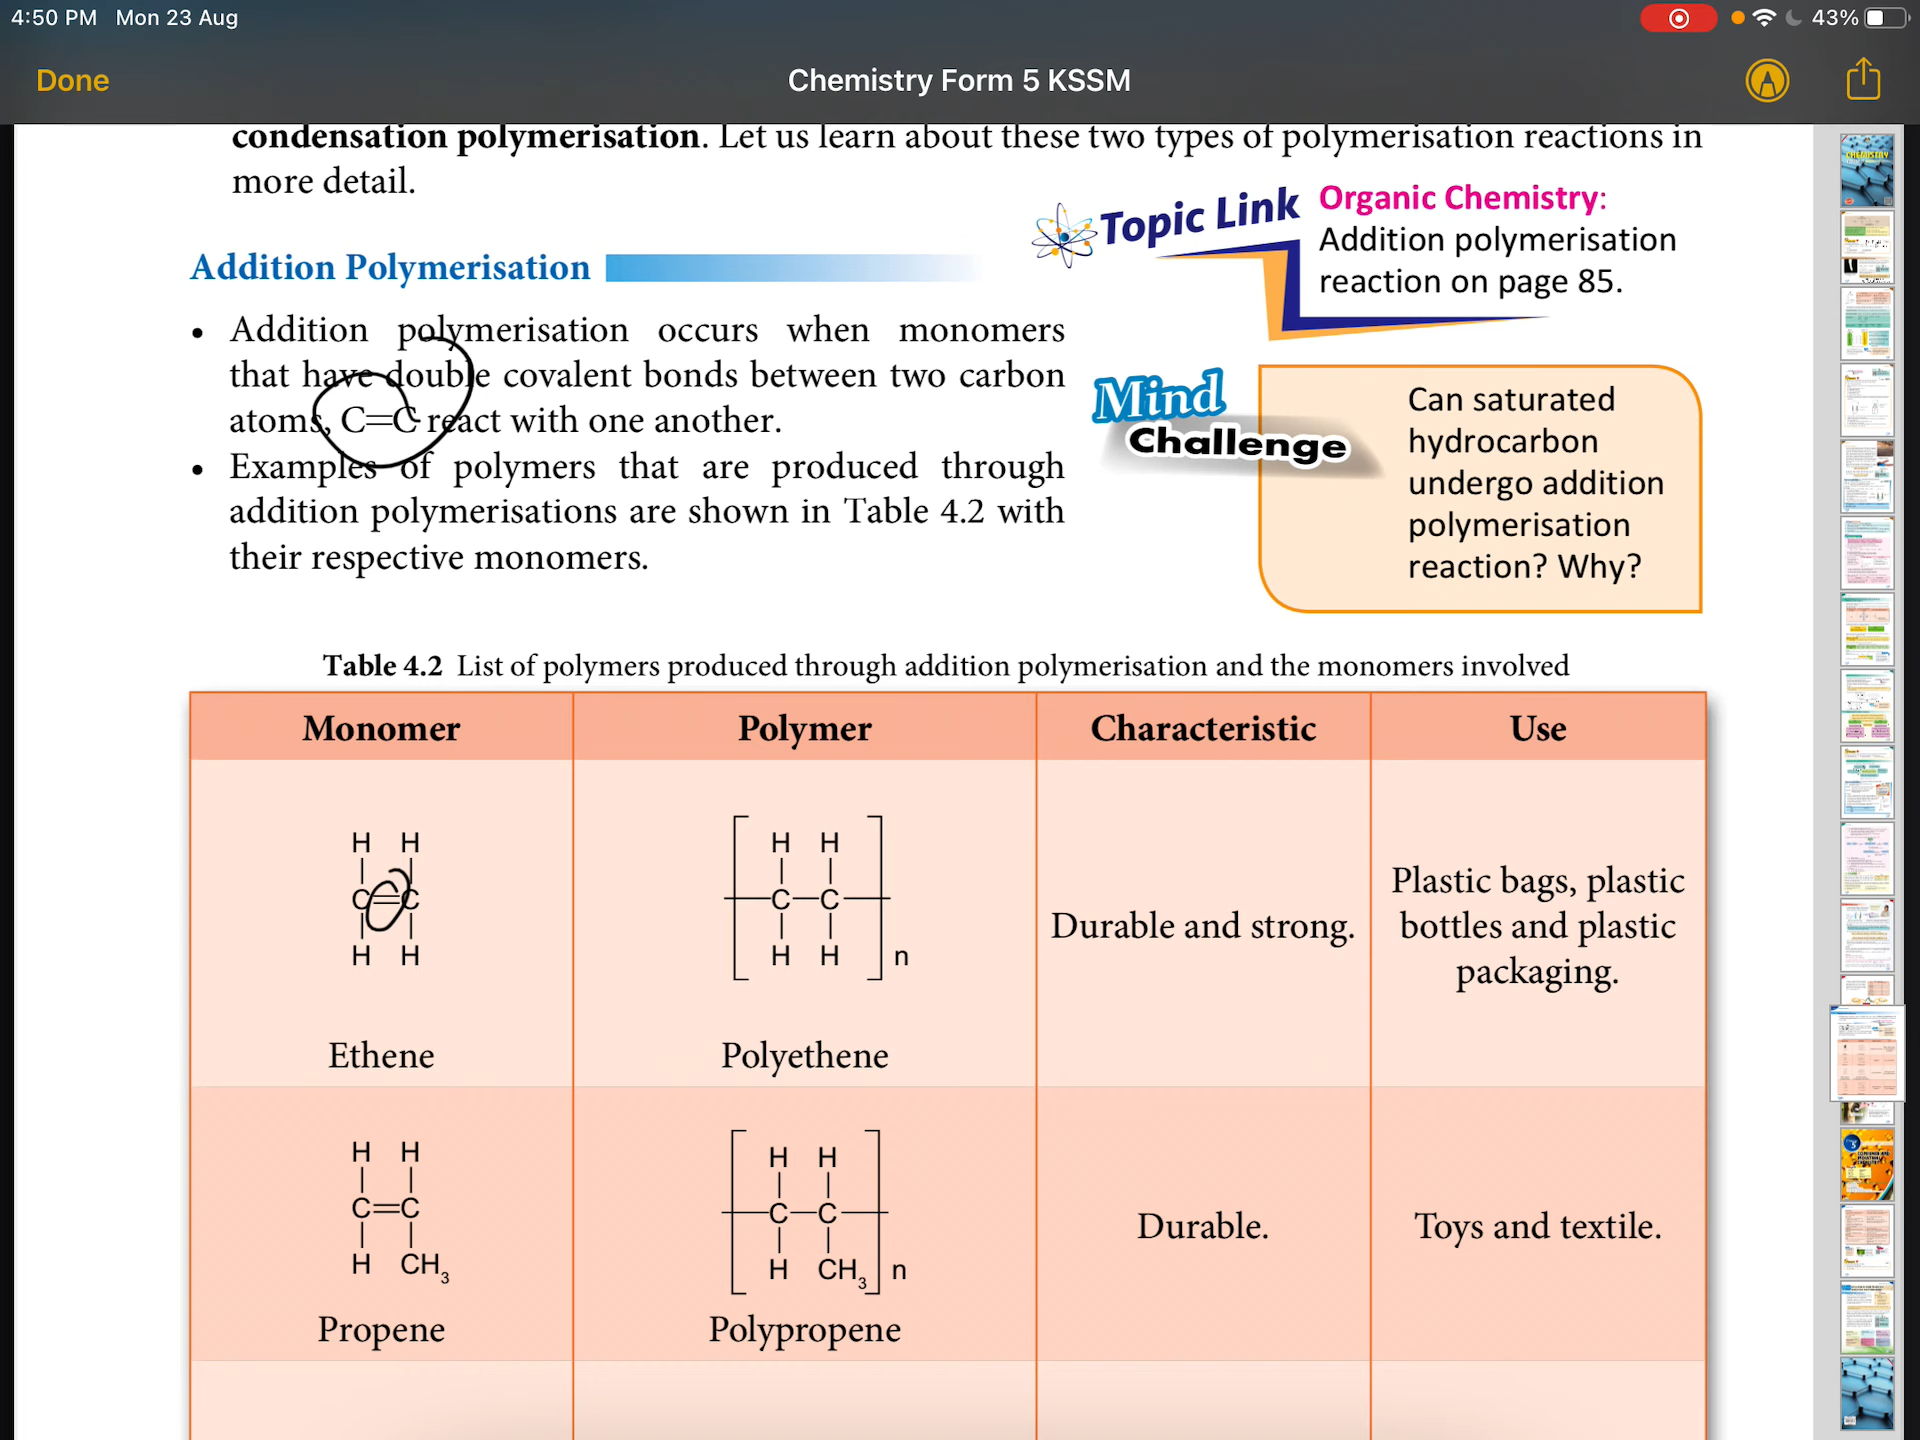 4:50 PM Mon 23 Aug
43%
Done
Chemistry Form 5 KSSM
condensation polymerisation. Let us learn about these two types of polymerisation reactions in
more detail.
Topic Link
Organic Chemistry:
Addition polymerisation
reaction on page 85.
Addition Polymerisation
• Addition polymerisation occurs when monomers
that have double covalent bonds between two carbon
atoms, C=C react with one another.
• Examples of polymers that are produced through
addition polymerisations are shown in Table 4.2 with
their respective monomers.
Mind
Challenge
Can saturated
hydrocarbon
undergo addition
polymerisation
reaction? Why?
Table 4.2 List of polymers produced through addition polymerisation and the monomers involved
Monomer Polymer Characteristic Use
H H
C=C
H H
Ethene
H H
C–C
H H n
Polyethene
Durable and strong.
Plastic bags, plastic
bottles and plastic
packaging.
H H
C=C
H CH₃
Propene
H H
C–C
H CH₃ n
Polypropene
Durable.
Toys and textile.